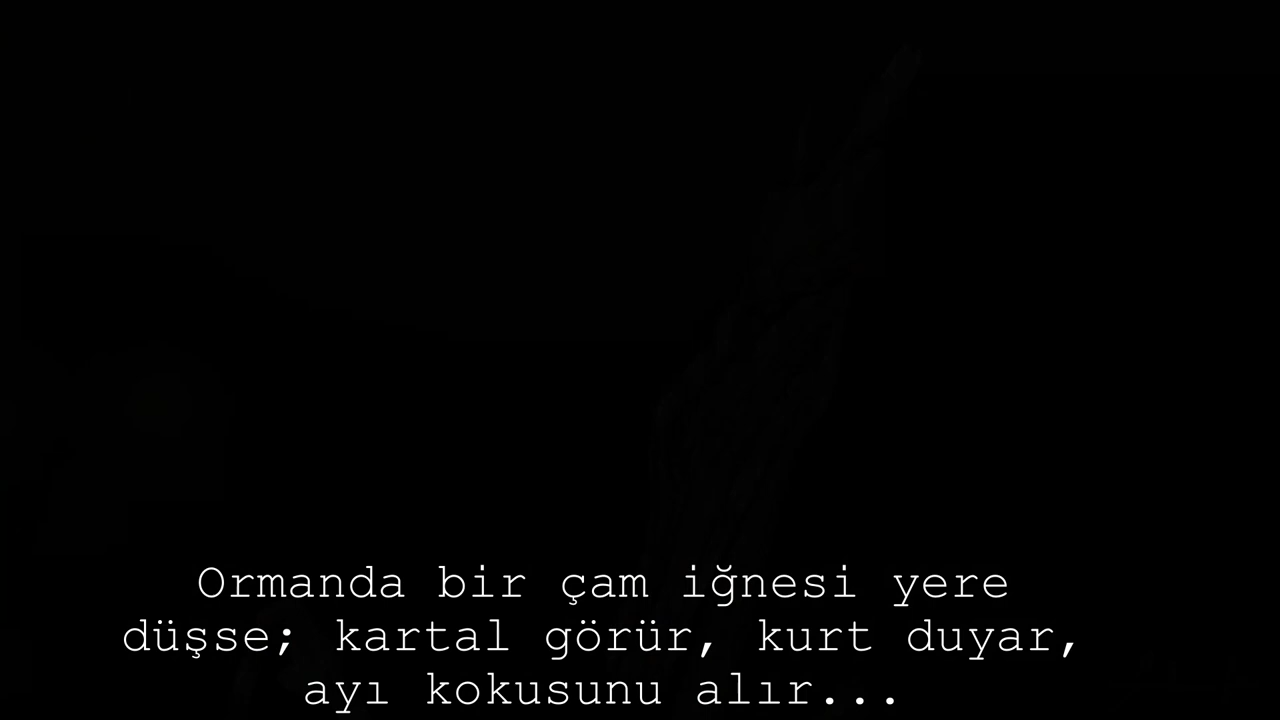 Ormanda bir çam iğnesi yere
düşse; kartal görür, kurt duyar,
ayı kokusunu alır...